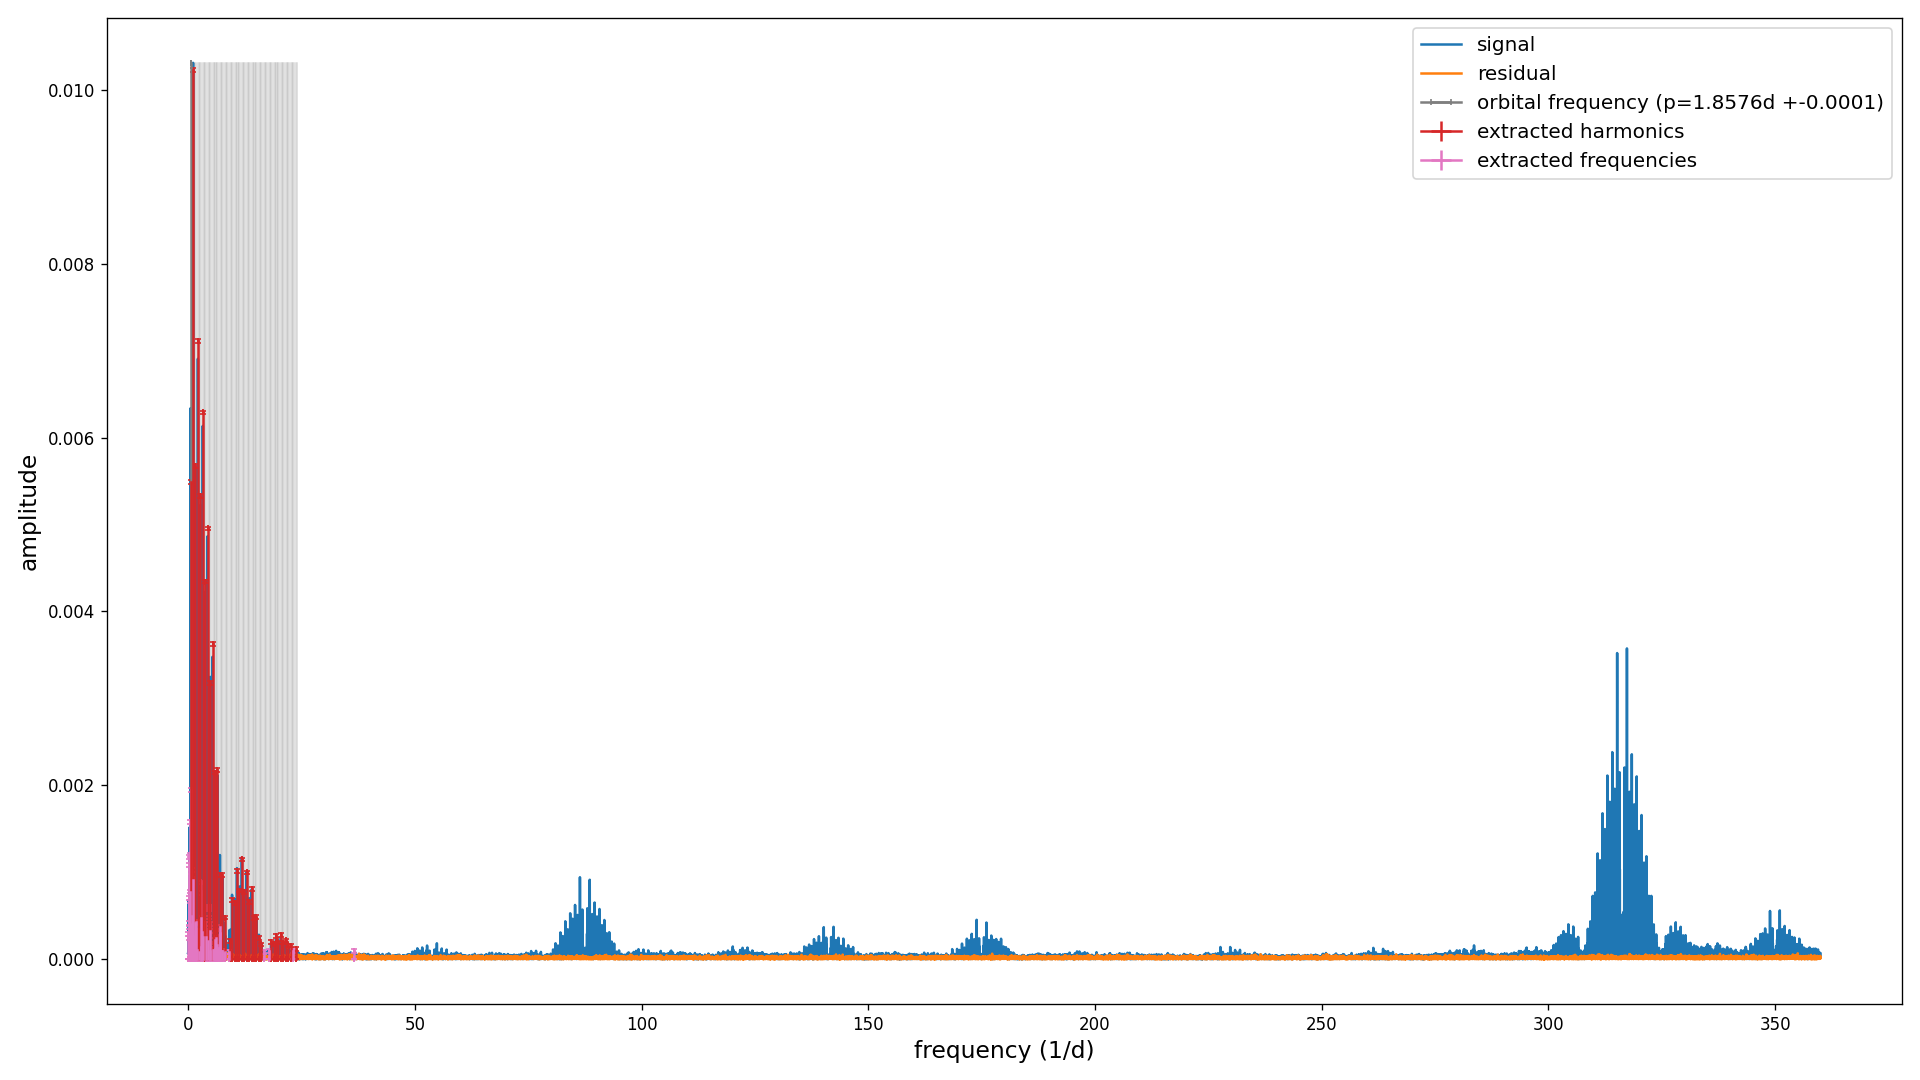 signal
residual
orbital frequency (p=1.8576d +-0.0001)
extracted harmonics
extracted frequencies
amplitude
0.010
0.008
0.006
0.004
0.002
0.000
0 50 100 150 200 250 300 350
frequency (1/d)